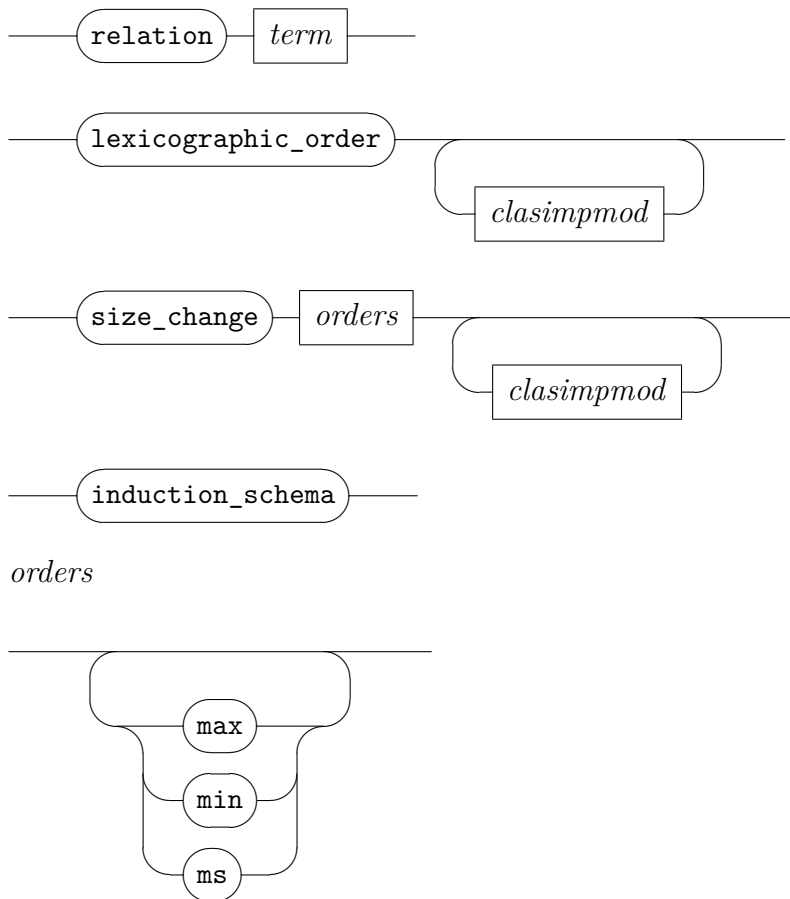 relation term
lexicographic_order
clasimpmod
size_change orders
clasimpmod
induction_schema
orders
max
min
ms